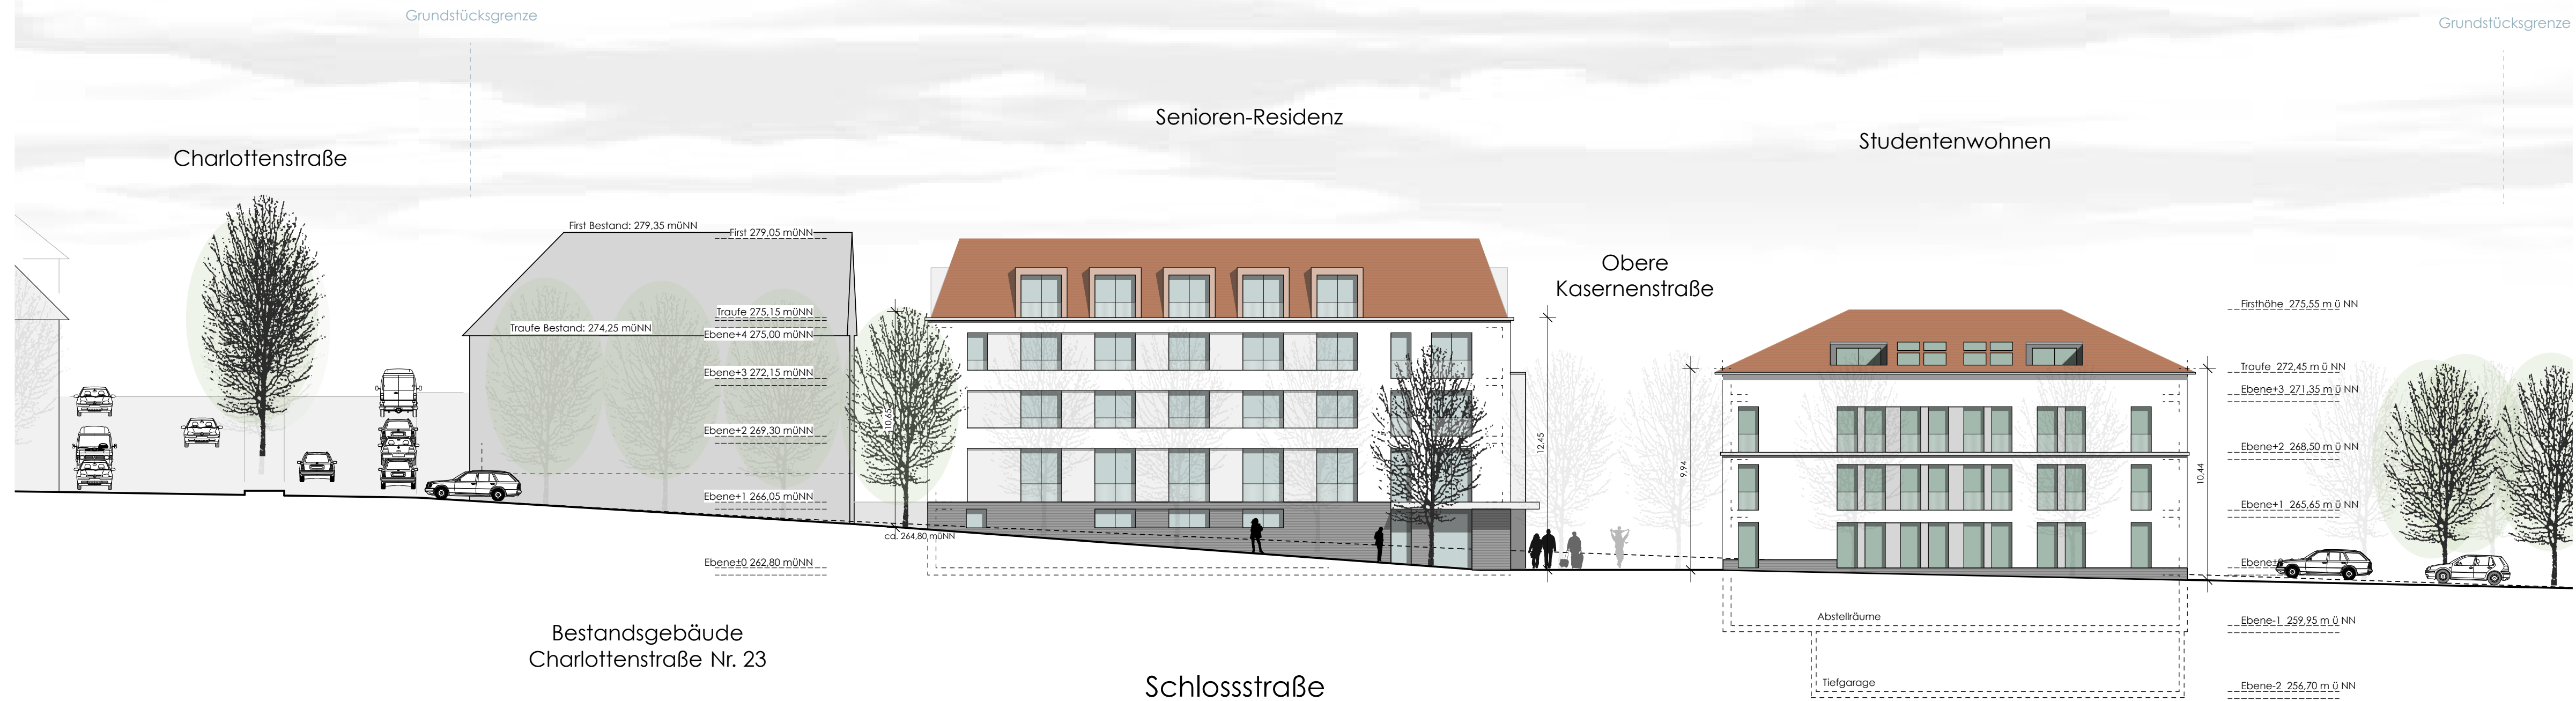 Grundstücksgrenze
Grundstücksgrenze
Senioren-Residenz
Studentenwohnen
Charlottenstraße
First Bestand: 279,35 müNN
First 279,05 müNN
Obere
Kasernenstraße
Firsthöhe 275,55 m ü NN
Traufe 275,15 müNN
Traufe Bestand: 274,25 müNN
Ebene+4 275,00 müNN
Traufe 272,45 m ü NN
Ebene+3 272,15 müNN
Ebene+3 271,35 m ü NN
10,65
Ebene+2 269,30 müNN
12,45
9,94
10,44
Ebene+2 268,50 m ü NN
Ebene+1 266,05 müNN
Ebene+1 265,65 m ü NN
ca. 264,80 müNN
Ebene±0 262,80 müNN
Abstellräume
Ebene-1 259,95 m ü NN
Bestandsgebäude
Charlottenstraße Nr. 23
Schlossstraße
Tiefgarage
Ebene-2 256,70 m ü NN